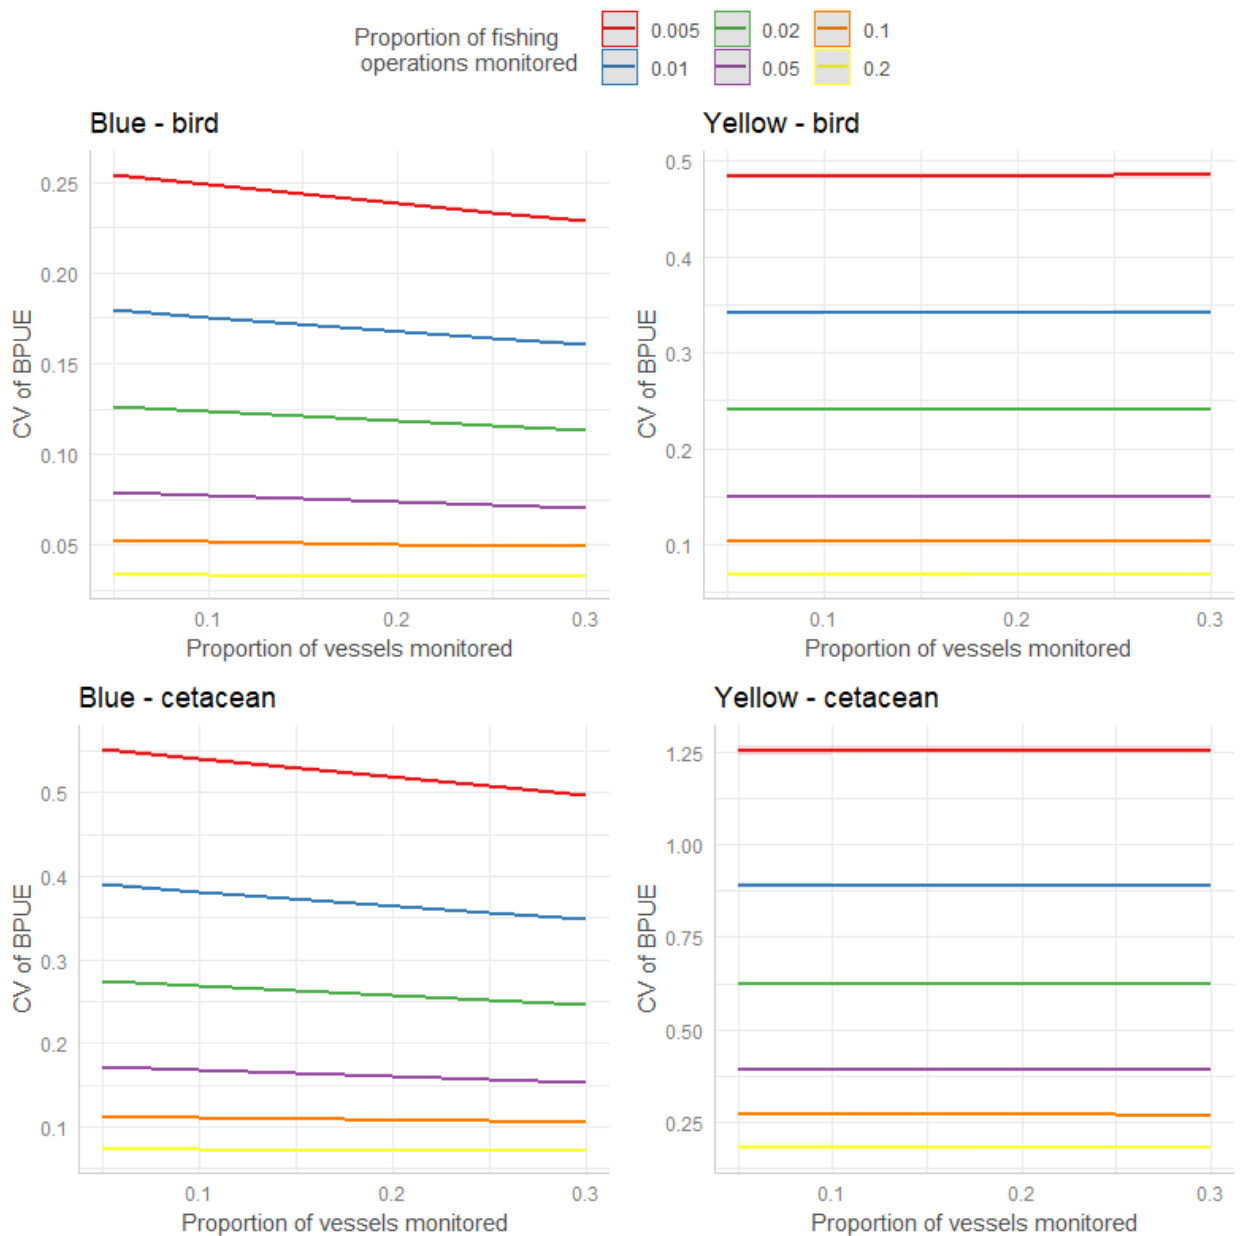 Proportion of fishing
operations monitored
0.005
0.02
0.1
0.01
0.05
0.2
Blue - bird
CV of BPUE
0.25
0.20
0.15
0.10
0.05
0.1
0.2
0.3
Proportion of vessels monitored
Yellow - bird
CV of BPUE
0.5
0.4
0.3
0.2
0.1
0.1
0.2
0.3
Proportion of vessels monitored
Blue - cetacean
CV of BPUE
0.5
0.4
0.3
0.2
0.1
0.1
0.2
0.3
Proportion of vessels monitored
Yellow - cetacean
CV of BPUE
1.25
1.00
0.75
0.50
0.25
0.1
0.2
0.3
Proportion of vessels monitored